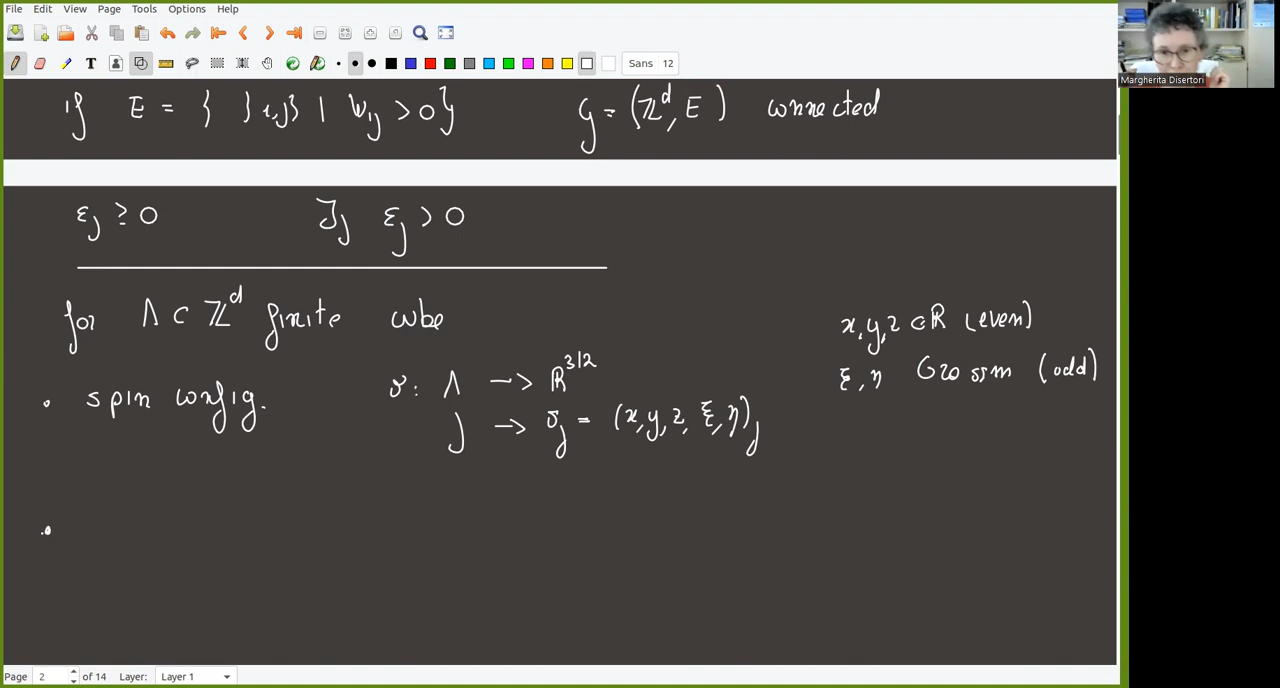 File Edit View Page Tools Options Help
Sans 12
Margherita Disertori
if E = { {i,j} | W_ij > 0}   G = (ℤ^d, E) connected
ε_j ≥ 0   ∃j ε_j > 0
for Λ ⊂ ℤ^d finite cube
x, y, z ∈ ℝ (even)
ξ, η Grassm (odd)
• spin config. σ: Λ → ℝ^{3|2}
j → σ_j = (x, y, z, ξ, η)_j
•
Page 2 of 14 Layer: Layer 1